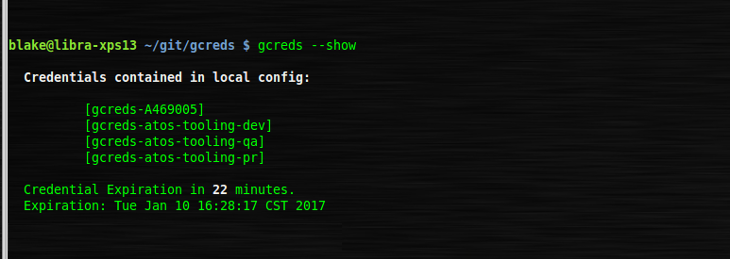 blake@libra-xps13 ~/git/gcreds $ gcreds --show
Credentials contained in local config:
[gcreds-A469005]
[gcreds-atos-tooling-dev]
[gcreds-atos-tooling-qa]
[gcreds-atos-tooling-pr]
Credential Expiration in 22 minutes.
Expiration: Tue Jan 10 16:28:17 CST 2017